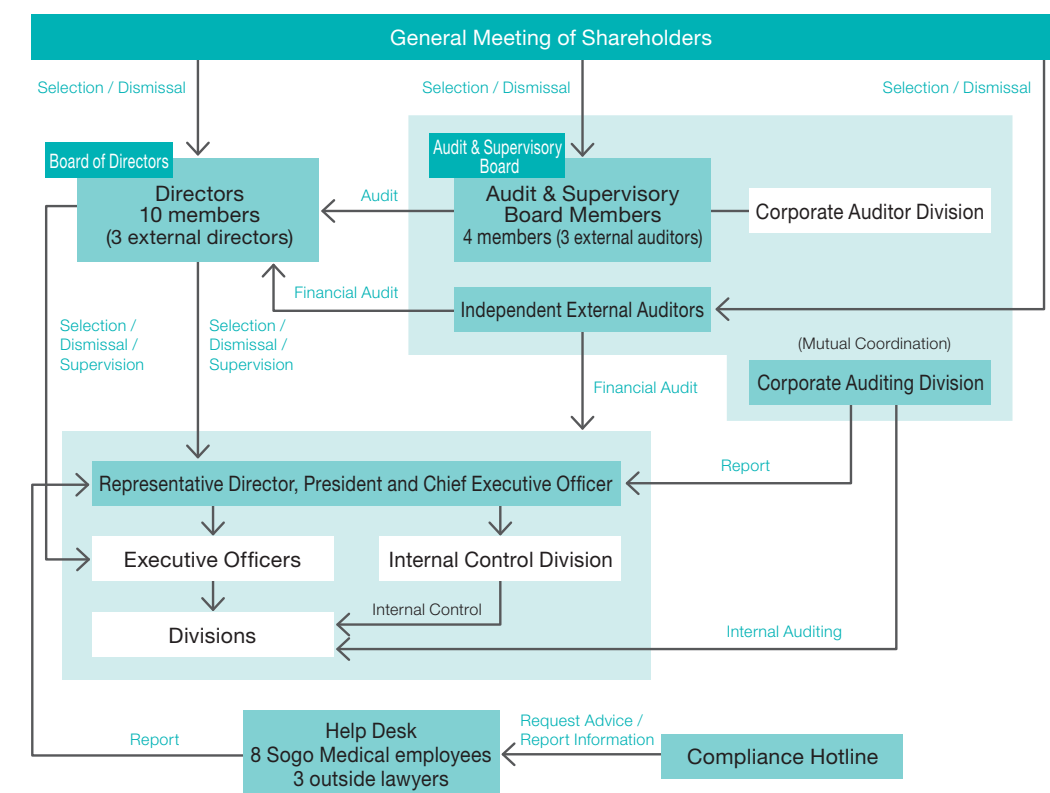 General Meeting of Shareholders
Selection / Dismissal
Selection / Dismissal
Selection / Dismissal
Board of Directors
Directors
10 members
(3 external directors)
Audit
Audit & Supervisory
Board
Audit & Supervisory
Board Members
4 members (3 external auditors)
Corporate Auditor Division
Financial Audit
Independent External Auditors
Selection /
Dismissal /
Supervision
Selection /
Dismissal /
Supervision
(Mutual Coordination)
Corporate Auditing Division
Financial Audit
Report
Representative Director, President and Chief Executive Officer
Executive Officers
Internal Control Division
Internal Control
Divisions
Internal Auditing
Report
Help Desk
8 Sogo Medical employees
3 outside lawyers
Request Advice /
Report Information
Compliance Hotline